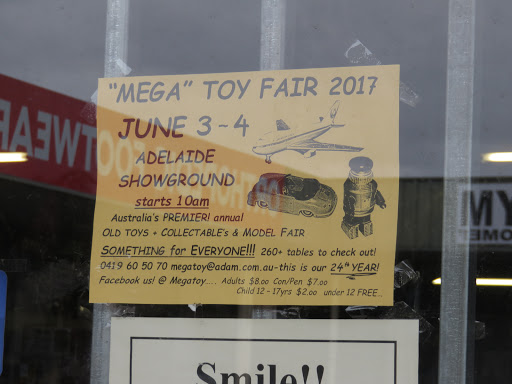 "MEGA" TOY FAIR 2017
JUNE 3-4
ADELAIDE
SHOWGROUND
starts 10am
Australia's PREMIER! annual
OLD TOYS + COLLECTABLE's & MODEL FAIR
SOMETHING for EVERYONE!!! 260+ tables to check out!
0419 60 50 70 megatoy@adam.com.au-this is our 24th YEAR!
Facebook us! @ Megatoy.... Adults $8.00 Con/Pen $7.00
Child 12 - 17yrs $2.00 under 12 FREE...
Smile!!
FOOTWEAR